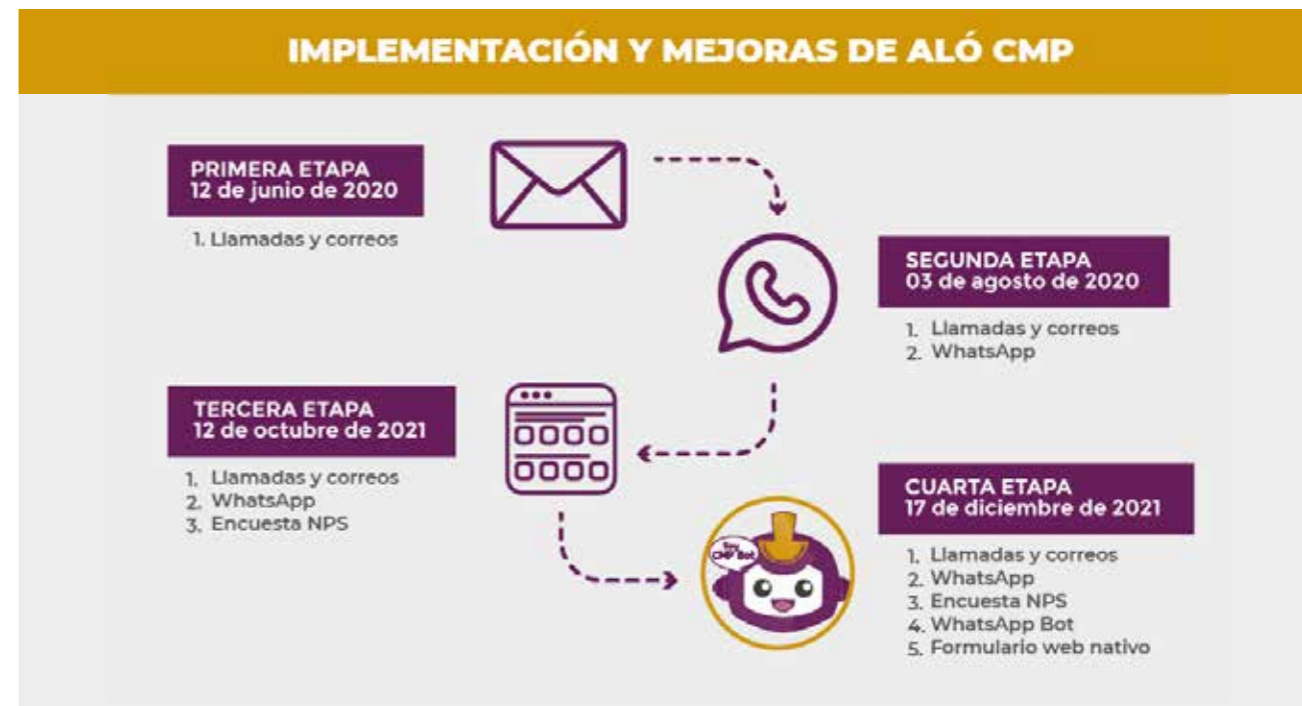 IMPLEMENTACIÓN Y MEJORAS DE ALÓ CMP
PRIMERA ETAPA
12 de junio de 2020
1. Llamadas y correos
SEGUNDA ETAPA
03 de agosto de 2020
1. Llamadas y correos
2. WhatsApp
TERCERA ETAPA
12 de octubre de 2021
1. Llamadas y correos
2. WhatsApp
3. Encuesta NPS
CUARTA ETAPA
17 de diciembre de 2021
1. Llamadas y correos
2. WhatsApp
3. Encuesta NPS
4. WhatsApp Bot
5. Formulario web nativo
Soy
CMP Bot